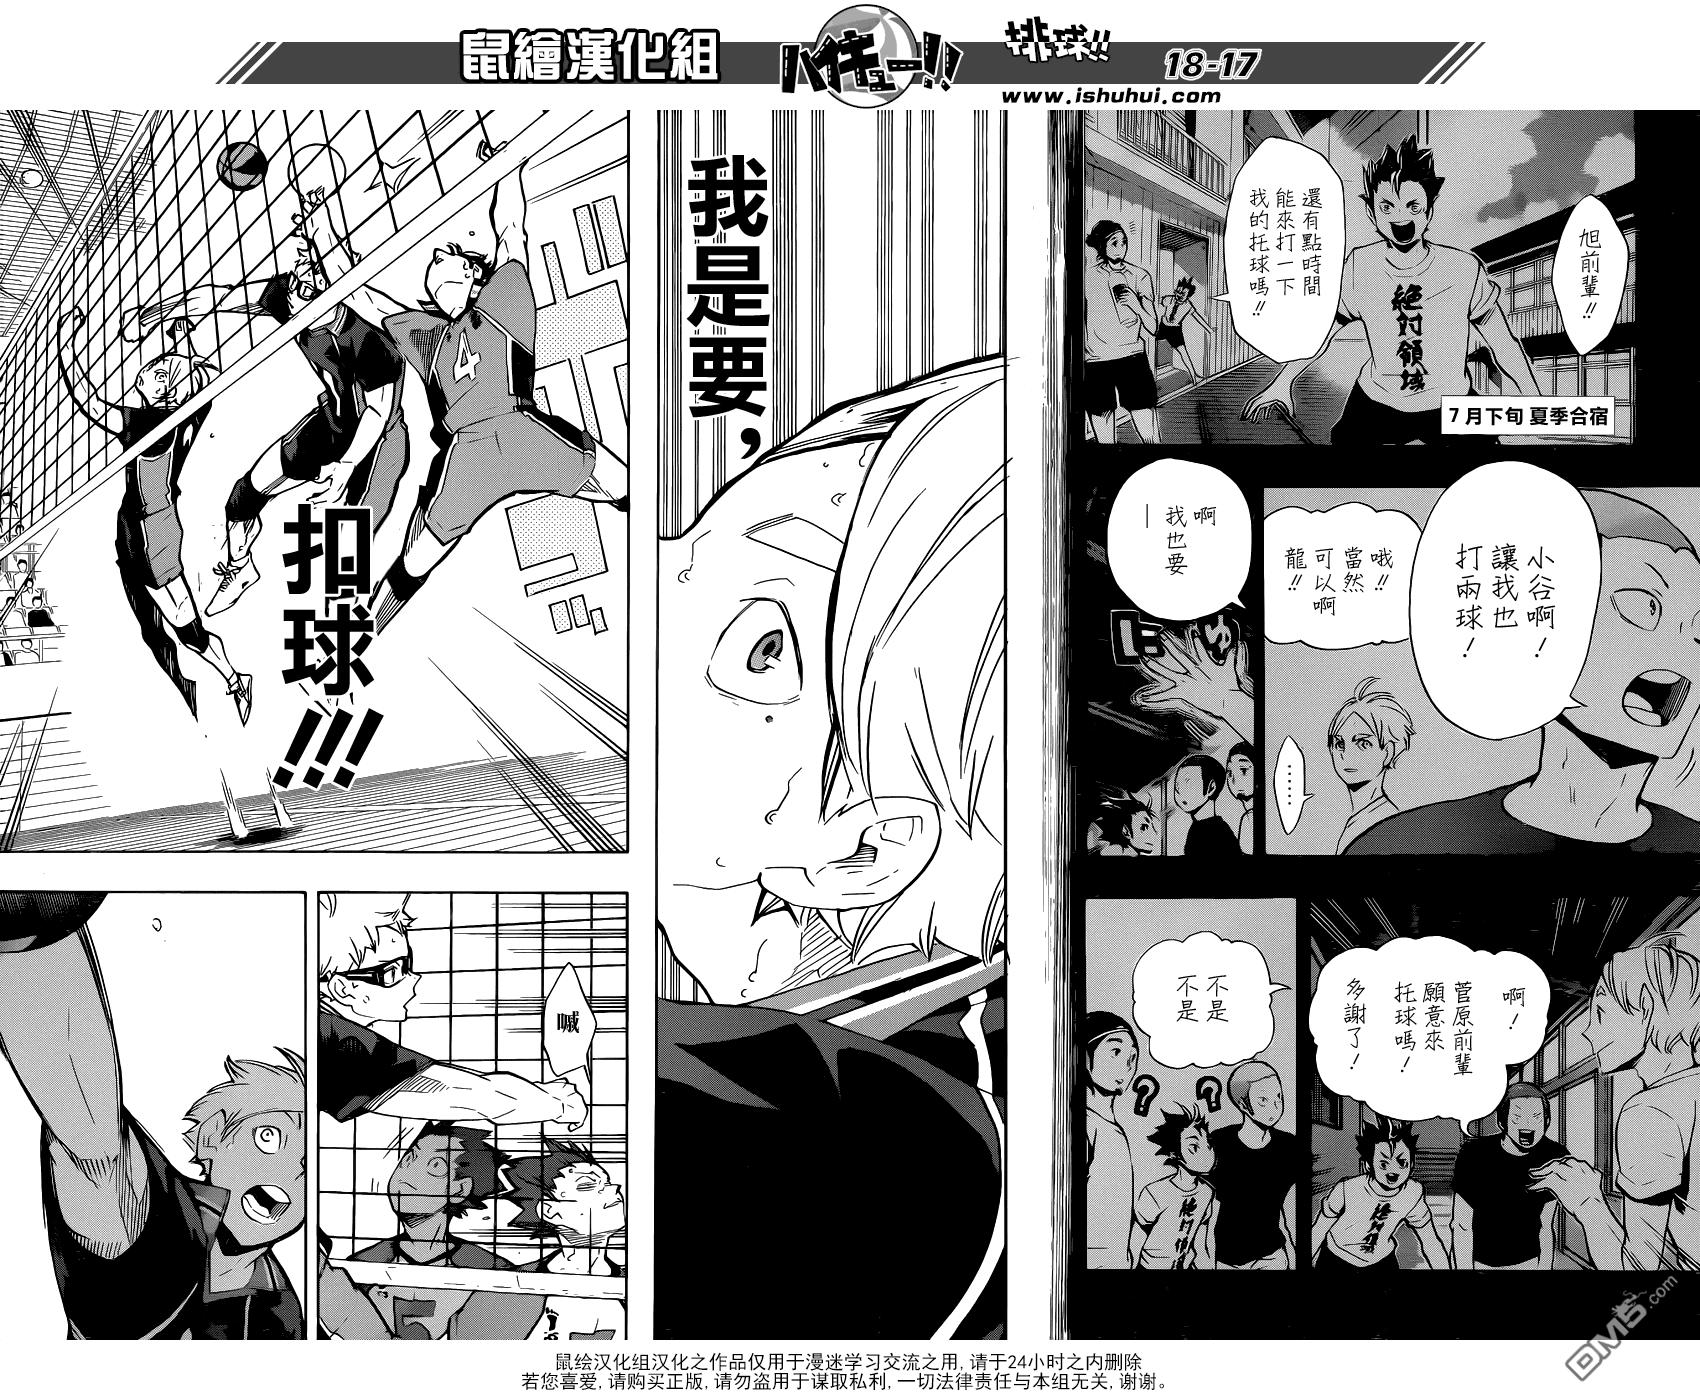 鼠繪漢化組
ハイキュー!!
排球!!
18-17
www.ishuhui.com
旭前輩!!
還有點時間
能來打一下
我的托球嗎!!
絶対領域
7月下旬 夏季合宿
小谷啊!
讓我也
打兩球!
哦!!
當然
可以啊
龍!!
……
啊
我也要
—
啊!
菅原前輩
願意來
托球嗎!
多謝了!
不是
不是
?
?
我是要,
扣球!!!
4
喊
鼠绘汉化组汉化之作品仅用于漫迷学习交流之用,请于24小时之内删除
若您喜爱,请购买正版,请勿盗用于谋取私利,一切法律责任与本组无关,谢谢。
DM5.com